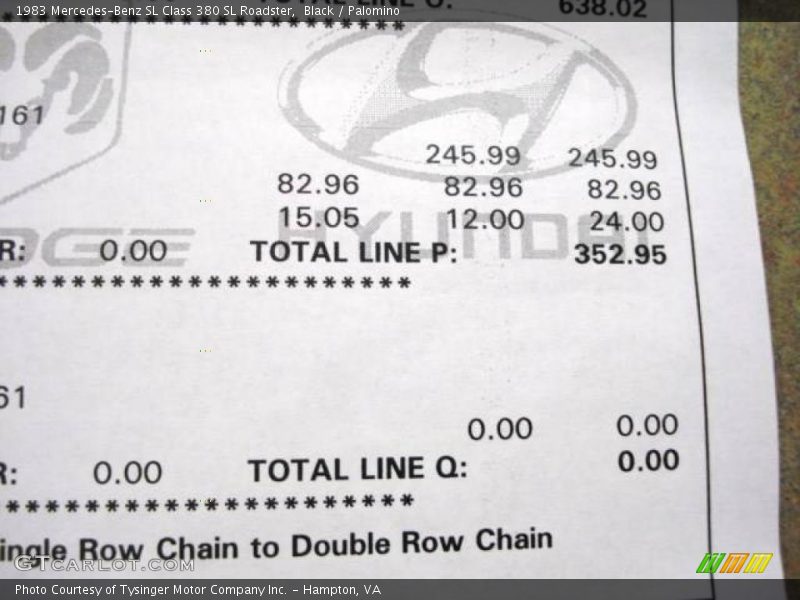 1983 Mercedes-Benz SL Class 380 SL Roadster, Black / Palomino
638.02
******************
161
245.99 245.99
82.96 82.96 82.96
15.05 12.00 24.00
HYUNDAI
DGE
R: 0.00 TOTAL LINE P: 352.95
*********************
61
0.00 0.00
R: 0.00 TOTAL LINE Q: 0.00
*********************
ingle Row Chain to Double Row Chain
GTCARLOT.COM
Photo Courtesy of Tysinger Motor Company Inc. - Hampton, VA